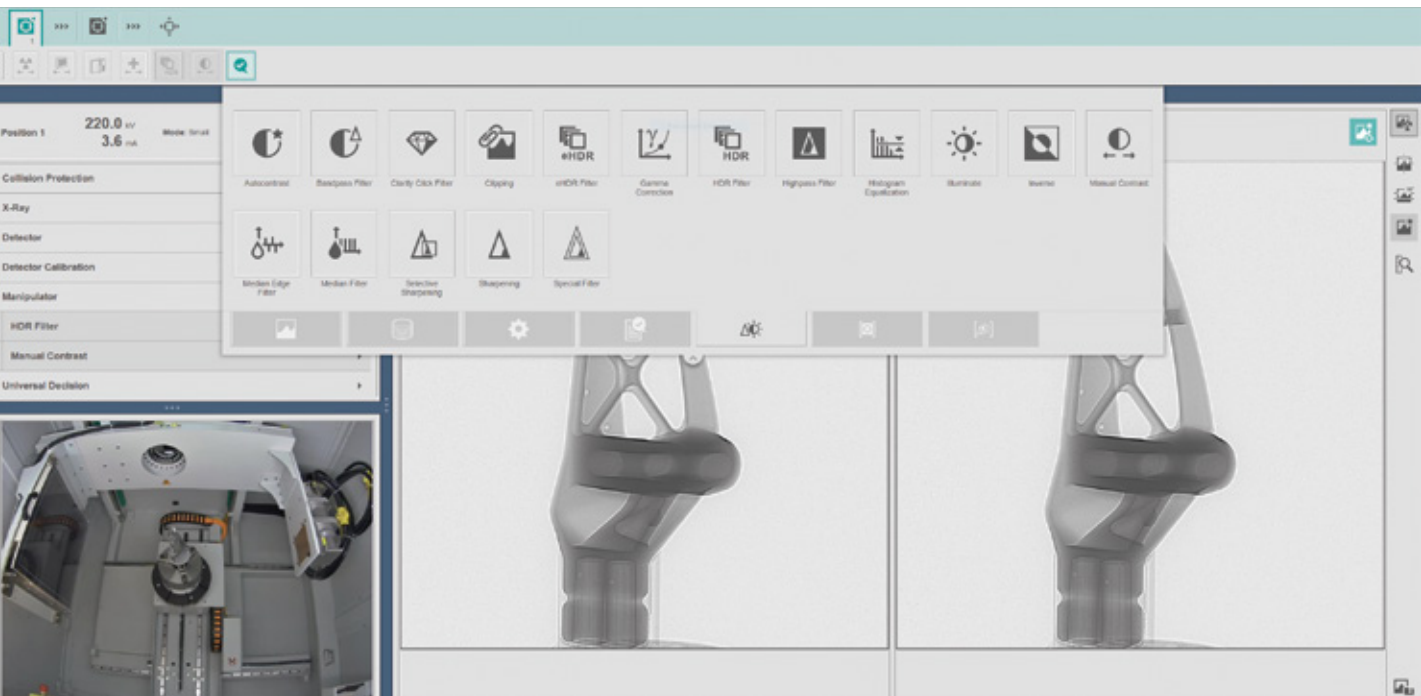 1
Position 1
220.0 kV
3.6 mA
Mode: Small
Collision Protection
X-Ray
Detector
Detector Calibration
Manipulator
HDR Filter
Manual Contrast
Universal Decision
Autocontrast
Bandpass Filter
Clarity Click Filter
Clipping
eHDR
eHDR Filter
Gamma
Correction
HDR
HDR Filter
Highpass Filter
Histogram
Equalization
Illuminate
Inverse
Manual Contrast
Median Edge
Filter
Median Filter
Selective
Sharpening
Sharpening
Special Filter